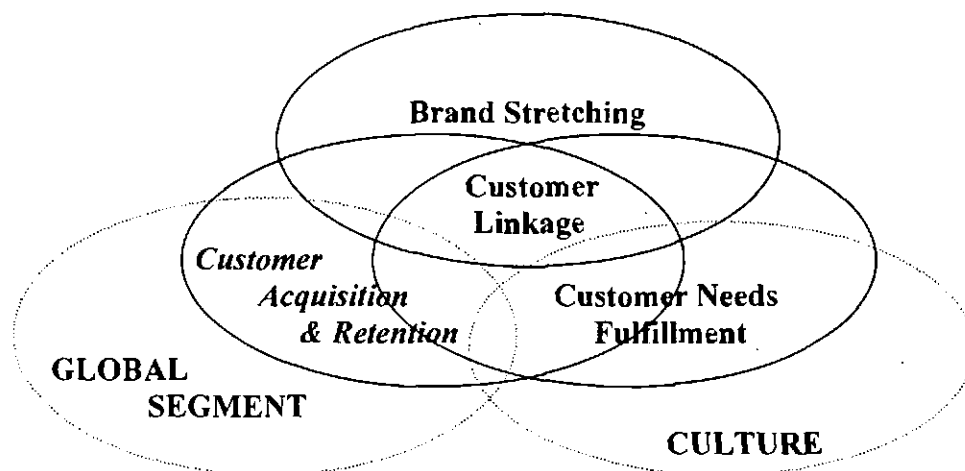 Brand Stretching
Customer
Linkage
Customer
Acquisition
& Retention
Customer Needs
Fulfillment
GLOBAL
SEGMENT
CULTURE